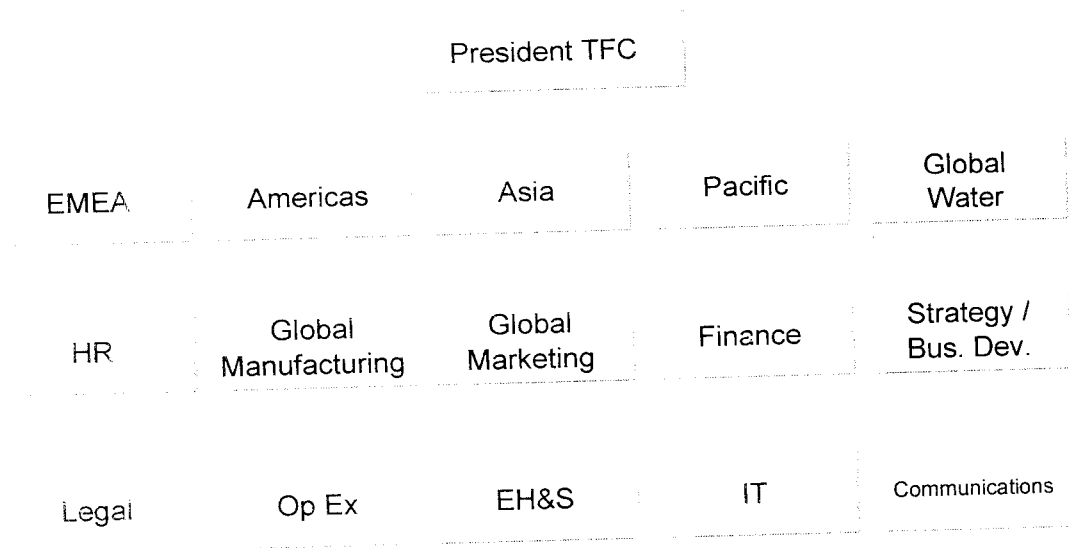 President TFC
EMEA
Americas
Asia
Pacific
Global
Water
HR
Global
Manufacturing
Global
Marketing
Finance
Strategy /
Bus. Dev.
Legal
Op Ex
EH&S
IT
Communications